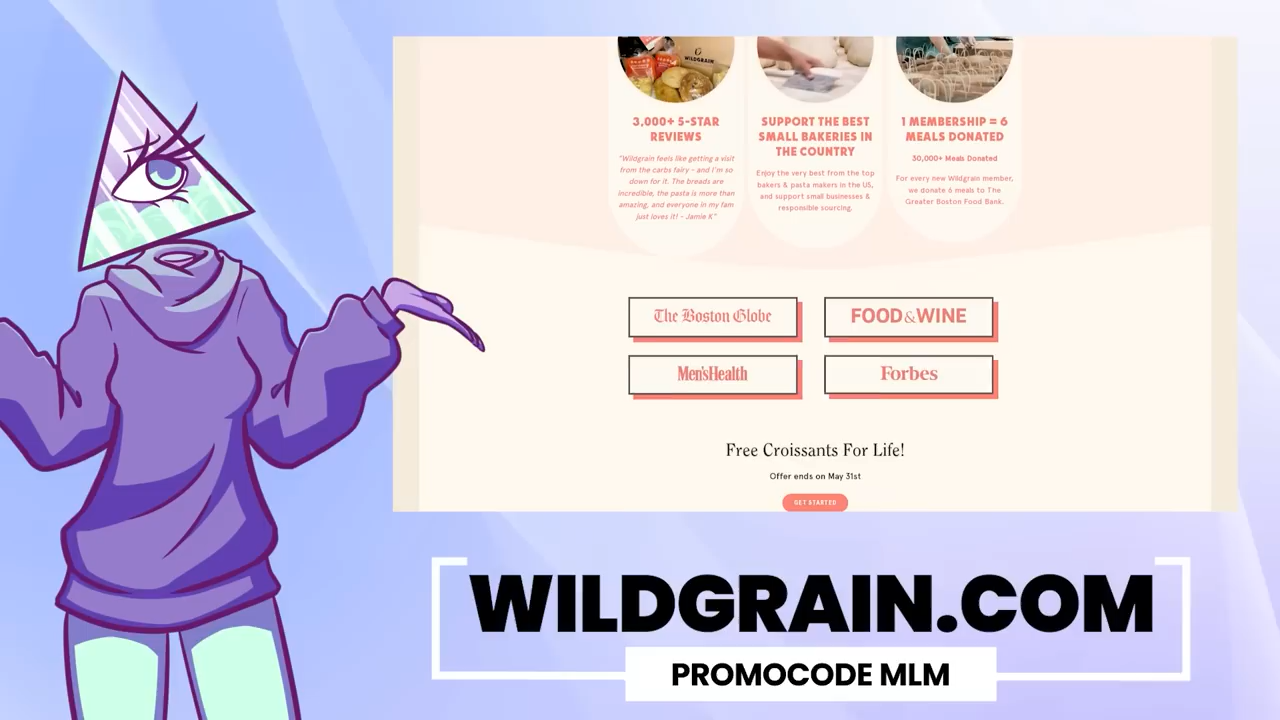 WILDGRAIN
3,000+ 5-STAR
REVIEWS
"Wildgrain feels like getting a visit
from the carbs fairy - and I'm so
down for it. The breads are
incredible, the pasta is more than
amazing, and everyone in my fam
just loves it! - Jamie K"
SUPPORT THE BEST
SMALL BAKERIES IN
THE COUNTRY
Enjoy the very best from the top
bakers & pasta makers in the US,
and support small businesses &
responsible sourcing.
1 MEMBERSHIP = 6
MEALS DONATED
30,000+ Meals Donated
For every new Wildgrain member,
we donate 6 meals to The
Greater Boston Food Bank.
The Boston Globe
FOOD&WINE
Men'sHealth
Forbes
Free Croissants For Life!
Offer ends on May 31st
GET STARTED
WILDGRAIN.COM
PROMOCODE MLM